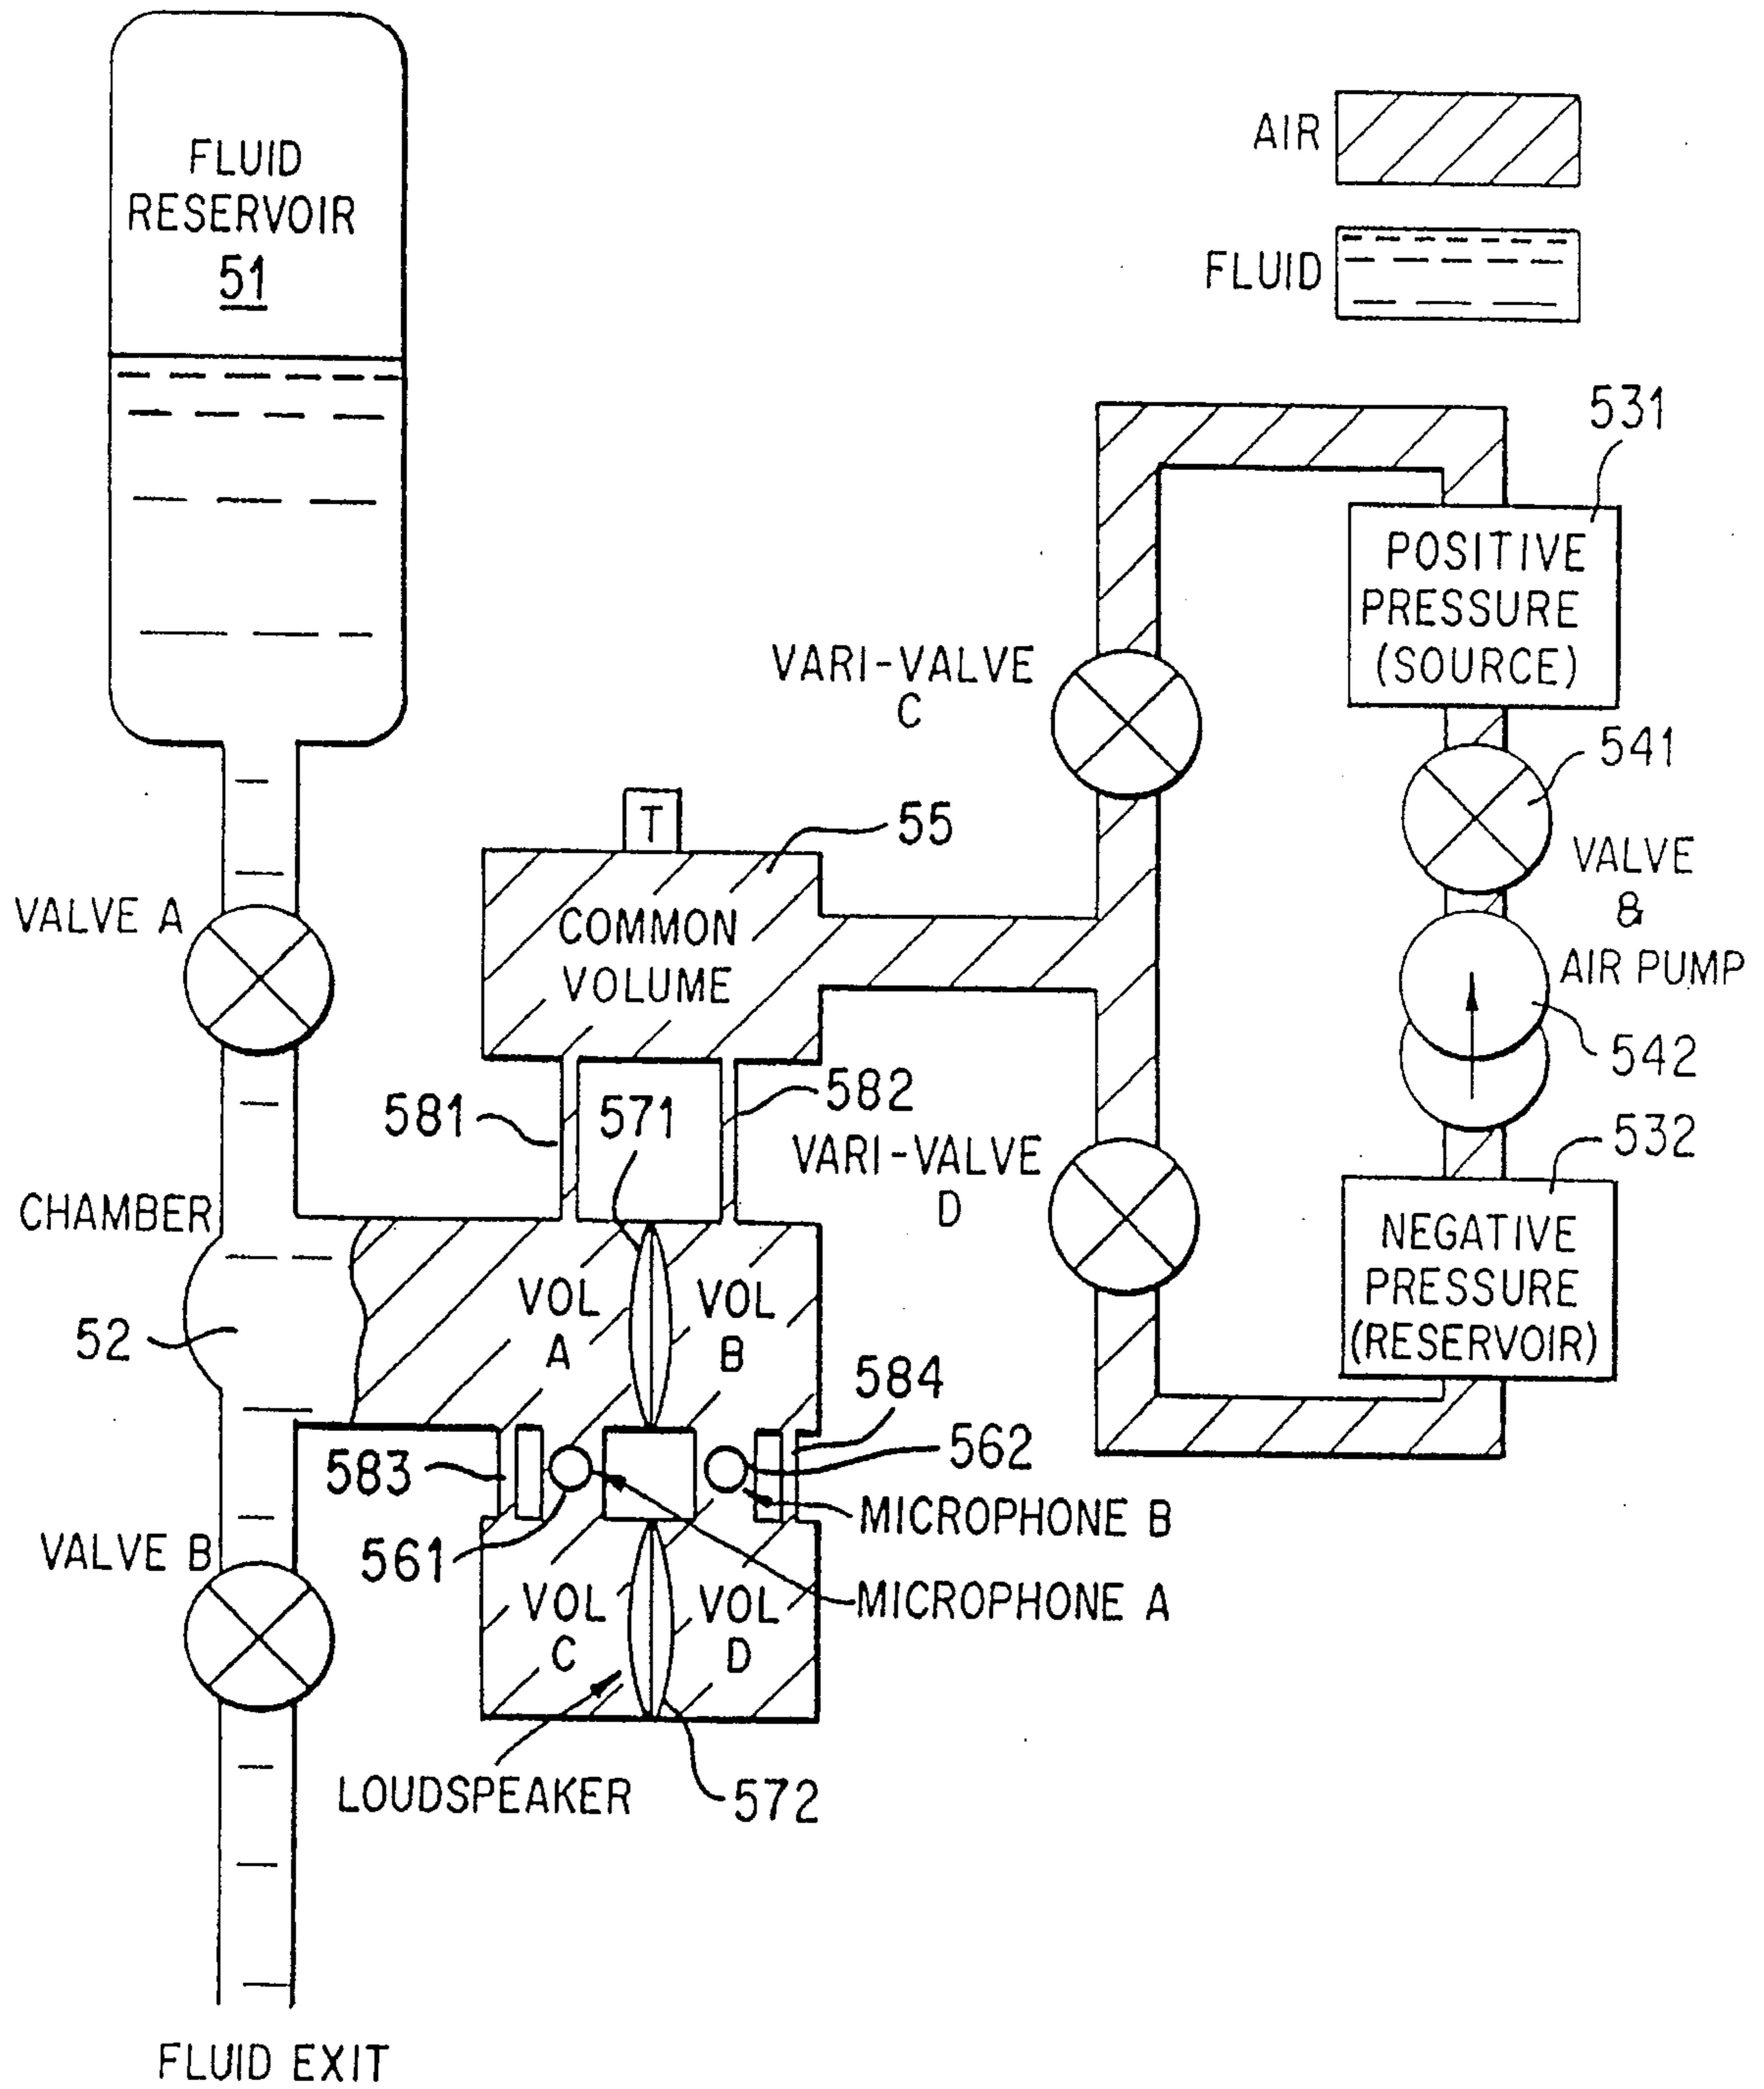 FLUID
RESERVOIR
51
AIR
FLUID
531
POSITIVE
PRESSURE
(SOURCE)
VARI-VALVE
C
541
VALVE
&
AIR PUMP
542
T
55
COMMON
VOLUME
VALVE A
581
571
582
VARI-VALVE
D
532
NEGATIVE
PRESSURE
(RESERVOIR)
CHAMBER
52
VOL
A
VOL
B
584
583
562
561
MICROPHONE B
MICROPHONE A
VALVE B
VOL
C
VOL
D
LOUDSPEAKER
572
FLUID EXIT